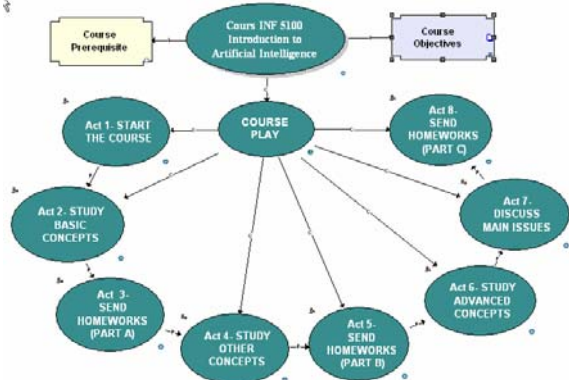 Course
Prerequisite
Cours INF 5100
Introduction to
Artificial Intelligence
Course
Objectives
Act 1- START
THE COURSE
COURSE
PLAY
Act 8-
SEND
HOMEWORKS
(PART C)
Act 2- STUDY
BASIC
CONCEPTS
Act 7-
DISCUSS
MAIN ISSUES
Act 3-
SEND
HOMEWORKS
(PART A)
Act 4- STUDY
OTHER
CONCEPTS
Act 5-
SEND
HOMEWORKS
(PART B)
Act 6- STUDY
ADVANCED
CONCEPTS